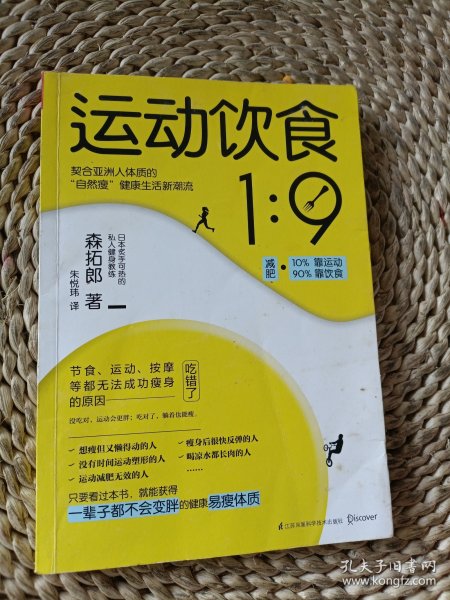 运动饮食
1:9
契合亚洲人体质的
“自然瘦”健康生活新潮流
减肥·10% 靠运动
90% 靠饮食
日本炙手可热的
私人健身教练
森拓郎 著
朱悦玮 译
节食、运动、按摩
等都无法成功瘦身
的原因
吃错了
没吃对,运动会更胖;吃对了,躺着也能瘦。
想瘦但又懒得动的人
没有时间运动塑形的人
运动减肥无效的人
瘦身后很快反弹的人
喝凉水都长肉的人
……
只要看过本书,就能获得
一辈子都不会变胖的健康易瘦体质
江苏凤凰科学技术出版社
Discover
孔夫子旧书网
www.kongfz.com